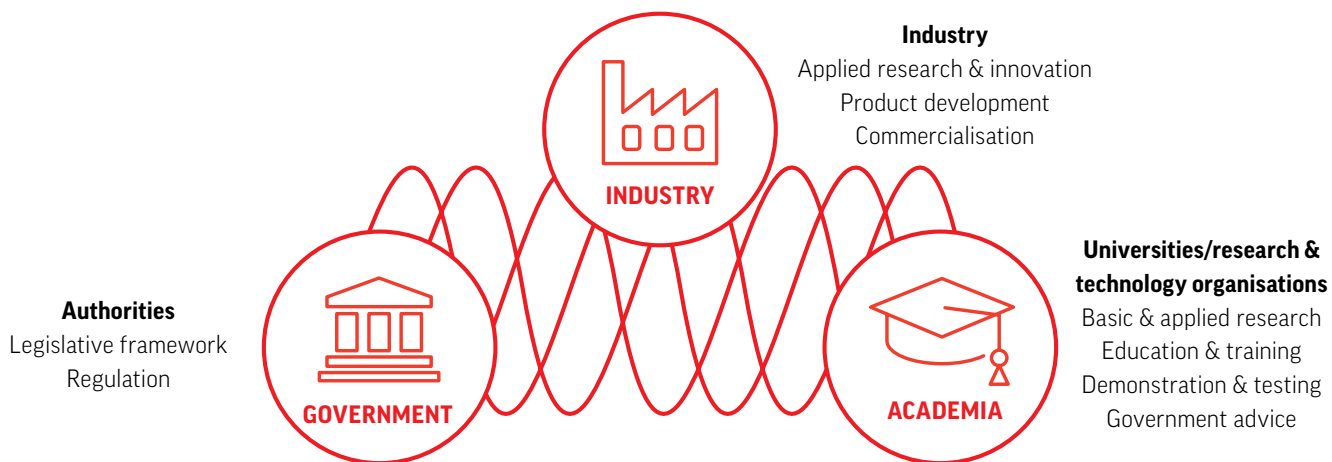 Industry
Applied research & innovation
Product development
Commercialisation
INDUSTRY
Authorities
Legislative framework
Regulation
GOVERNMENT
ACADEMIA
Universities/research &
technology organisations
Basic & applied research
Education & training
Demonstration & testing
Government advice